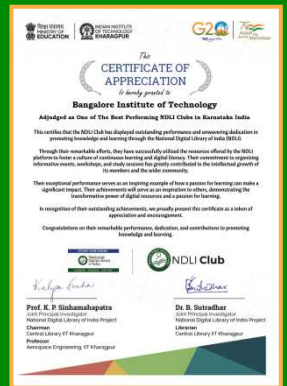 शिक्षा मंत्रालय
MINISTRY OF
EDUCATION
INDIAN INSTITUTE
OF TECHNOLOGY
KHARAGPUR
G20
75
Azadi Ka
Amrit Mahotsav
This
CERTIFICATE OF
APPRECIATION
is hereby granted to
Bangalore Institute of Technology
Adjudged as One of The Best Performing NDLI Clubs in Karnataka India
This certifies that the NDLI Club has displayed outstanding performance and unwavering dedication in
promoting knowledge and learning through the National Digital Library of India (NDLI).
Through their remarkable efforts, they have successfully utilised the resources offered by the NDLI
platform to foster a culture of continuous learning and digital literacy. Their commitment to organising
informative events, workshops, and study sessions has greatly contributed to the intellectual growth of
its members and the wider community.
Their exceptional performance serves as an inspiring example of how a passion for learning can make a
significant impact. Their achievements will serve as an inspiration to others, demonstrating the
transformative power of digital resources and a passion for learning.
In recognition of their outstanding achievements, we proudly present this certificate as a token of
appreciation and encouragement.
Congratulations on their remarkable performance, dedication, and contributions to promoting
knowledge and learning.
National
Digital Library
of India
NDLI Club
Prof. K. P. Sinhamahapatra
Joint Principal Investigator
National Digital Library of India Project
Chairman
Central Library IIT Kharagpur
Professor
Aerospace Engineering, IIT Kharagpur
Dr. B. Sutradhar
Joint Principal Investigator
National Digital Library of India Project
Librarian
Central Library IIT Kharagpur